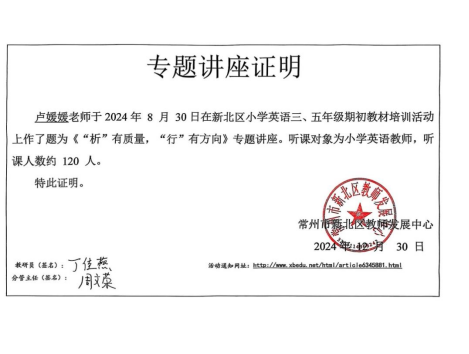 专题讲座证明
卢媛媛老师于 2024 年 8 月 30 日在新北区小学英语三、五年级期初教材培训活动
上作了题为《“析”有质量，“行”有方向》专题讲座。听课对象为小学英语教师，听
课人数约 120 人。
特此证明。
常州市新北区教师发展中心
2024 年 12 月 30 日
教研员（签名）：丁佳燕
分管主任（签名）：周文荣
活动通知网址：http://www.xbedu.net/html/article6345881.html